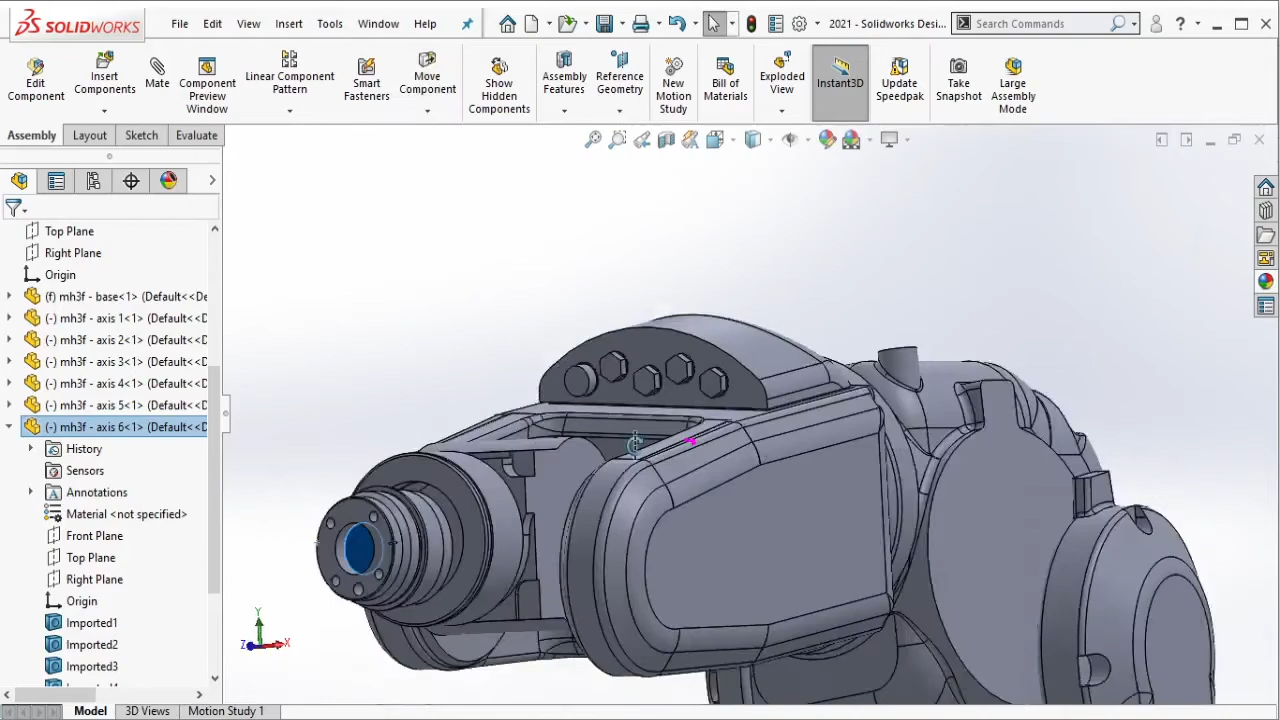 SOLIDWORKS File Edit View Insert Tools Window Help 2021 - Solidworks Desi... Search Commands ?
Edit Component
Insert Components
Mate
Component Preview Window
Linear Component Pattern
Smart Fasteners
Move Component
Show Hidden Components
Assembly Features
Reference Geometry
New Motion Study
Bill of Materials
Exploded View
Instant3D
Update Speedpak
Take Snapshot
Large Assembly Mode
Assembly Layout Sketch Evaluate
Top Plane
Right Plane
Origin
(f) mh3f - base<1> (Default<<De
(-) mh3f - axis 1<1> (Default<<D
(-) mh3f - axis 2<1> (Default<<D
(-) mh3f - axis 3<1> (Default<<D
(-) mh3f - axis 4<1> (Default<<D
(-) mh3f - axis 5<1> (Default<<D
(-) mh3f - axis 6<1> (Default<<D
History
Sensors
Annotations
Material <not specified>
Front Plane
Top Plane
Right Plane
Origin
Imported1
Imported2
Imported3
Y
Z X
Model 3D Views Motion Study 1